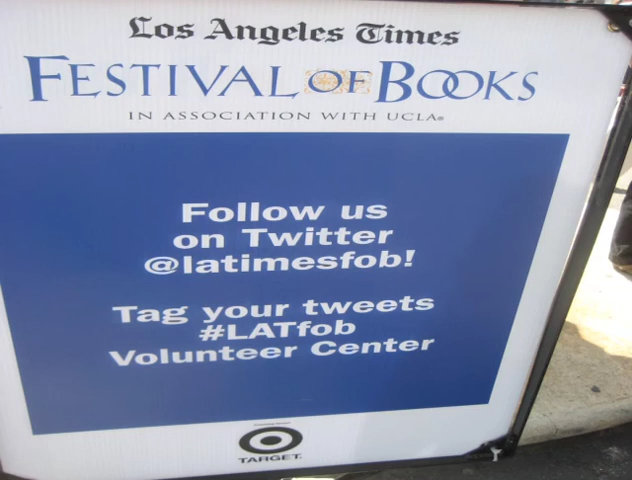 Los Angeles Times
FESTIVAL OF BOOKS
IN ASSOCIATION WITH UCLA®
Follow us
on Twitter
@latimesfob!
Tag your tweets
#LATfob
Volunteer Center
TARGET.